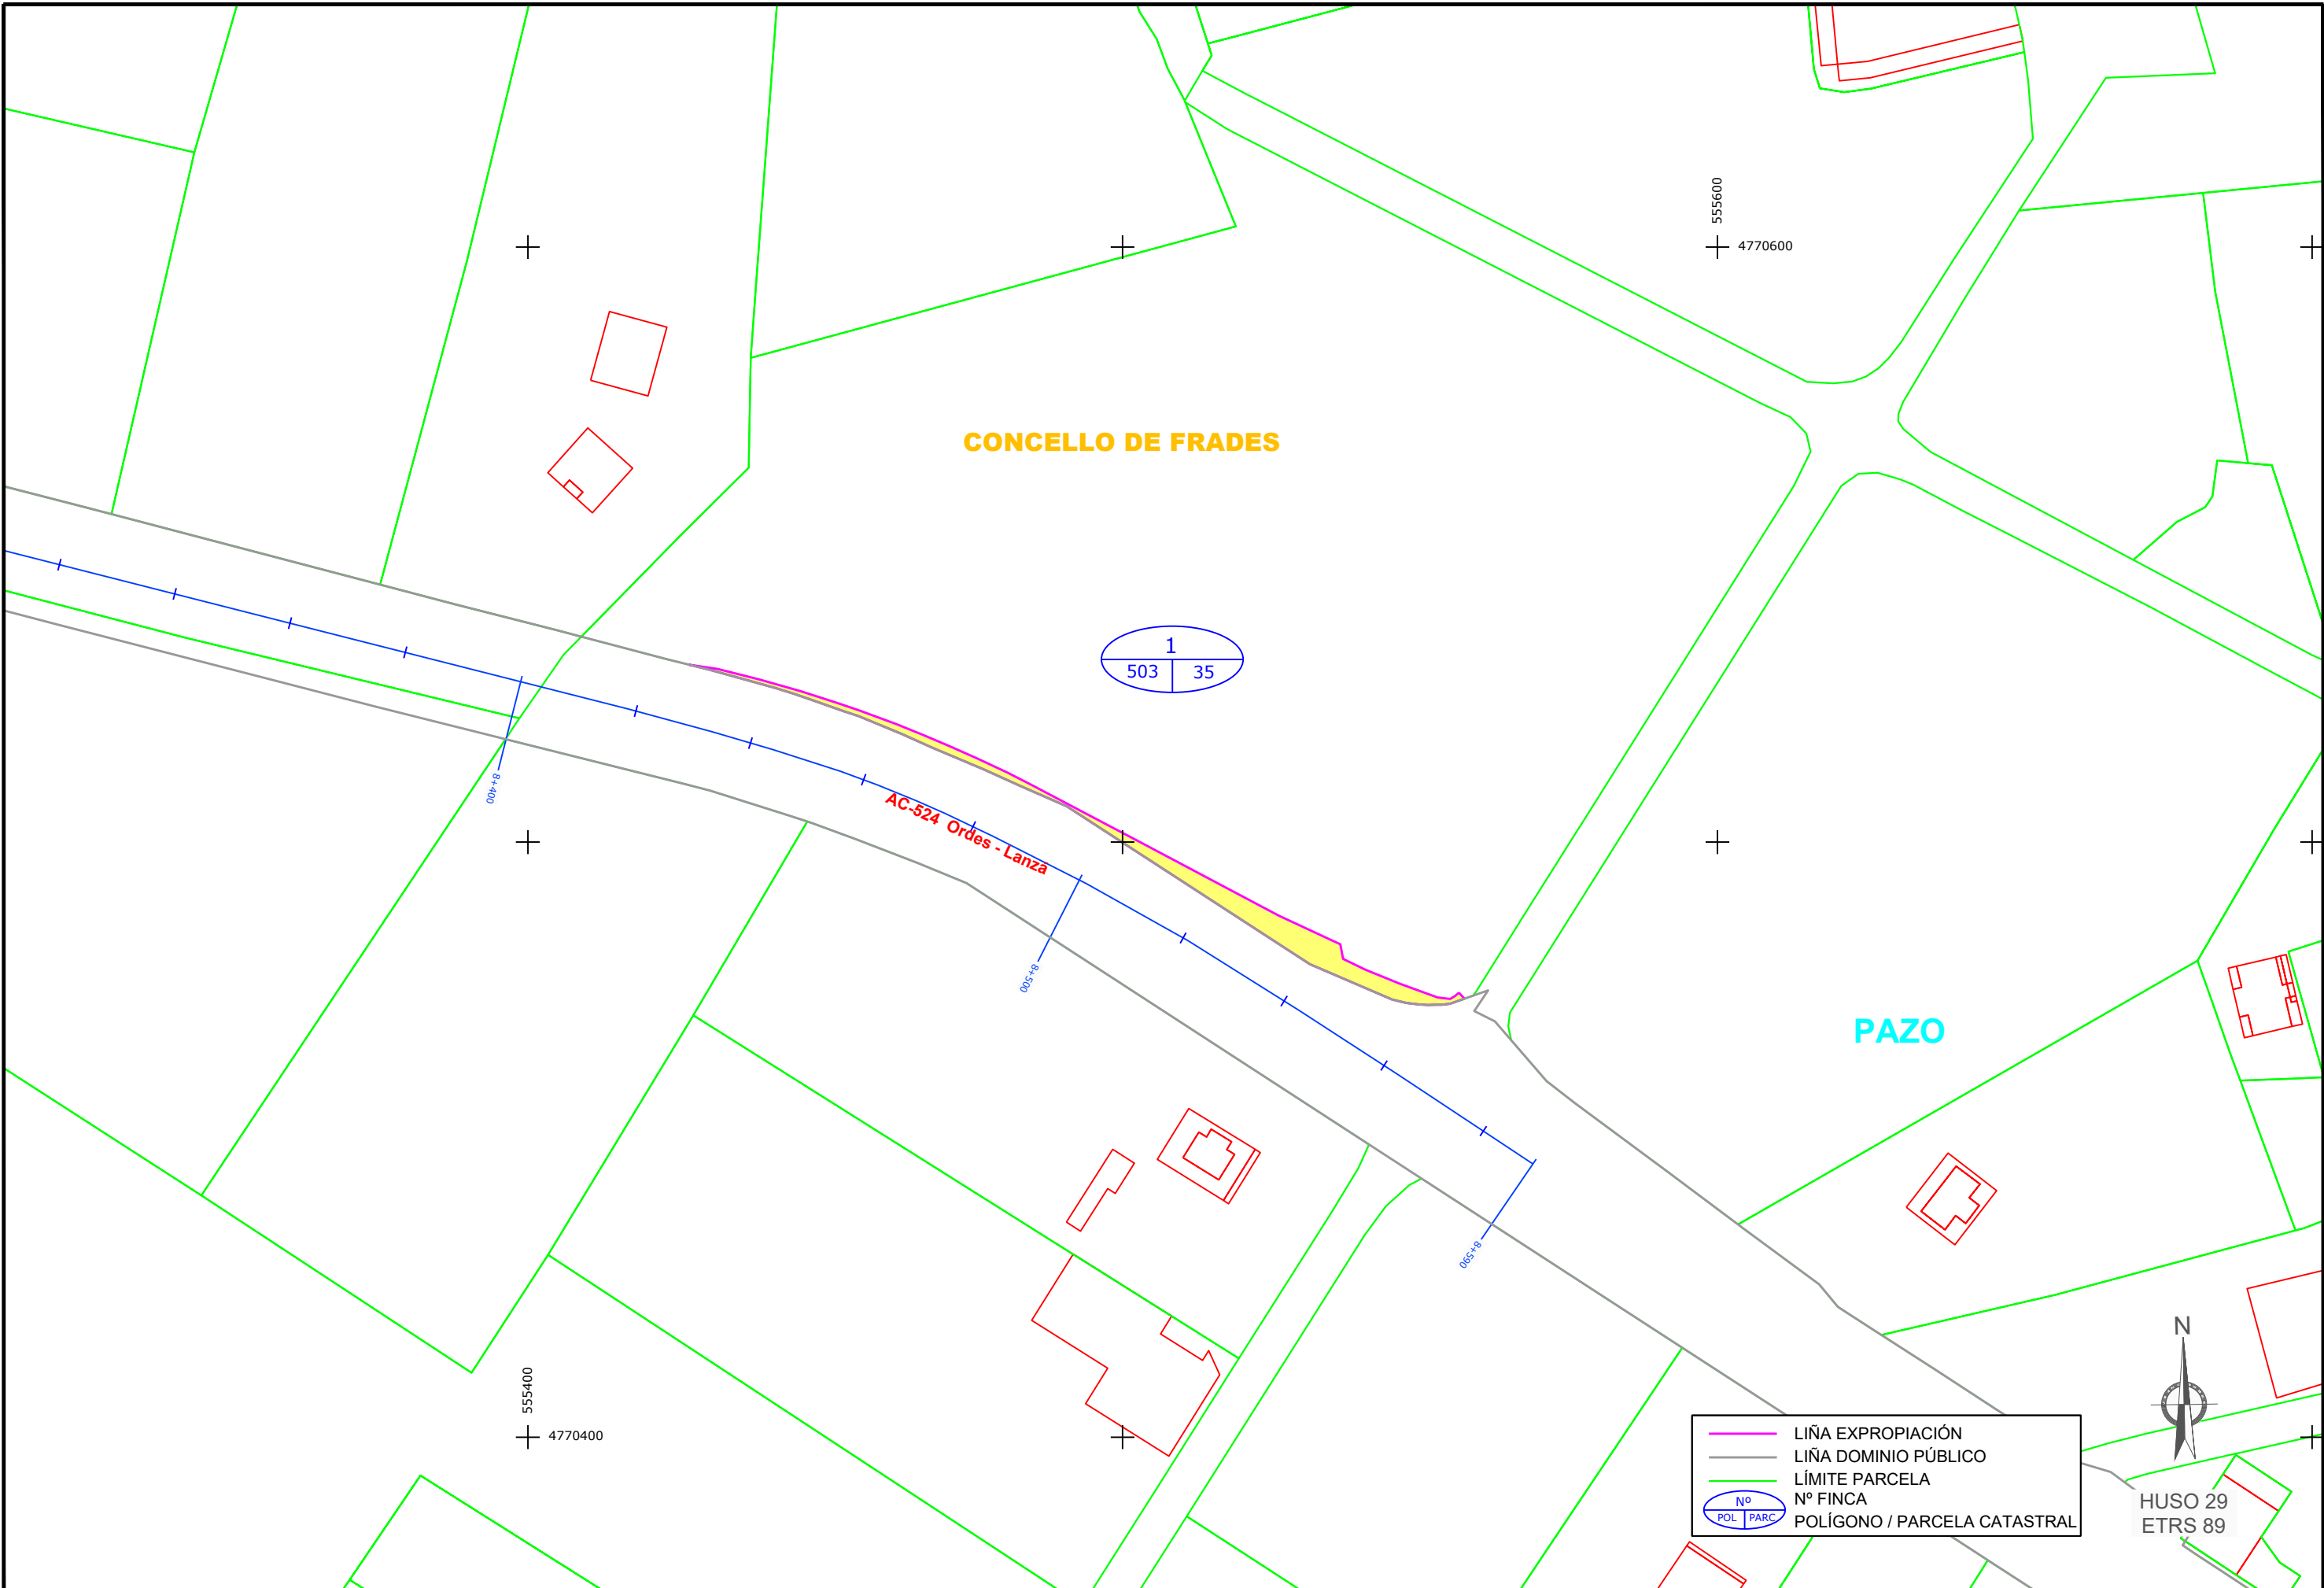 555600
4770600
CONCELLO DE FRADES
1
503 35
8+400
AC-524 Ordes - Lanza
8+500
PAZO
8+590
555400
4770400
N
LIÑA EXPROPIACIÓN
LIÑA DOMINIO PÚBLICO
LÍMITE PARCELA
Nº
POL PARC
Nº FINCA
POLÍGONO / PARCELA CATASTRAL
HUSO 29
ETRS 89